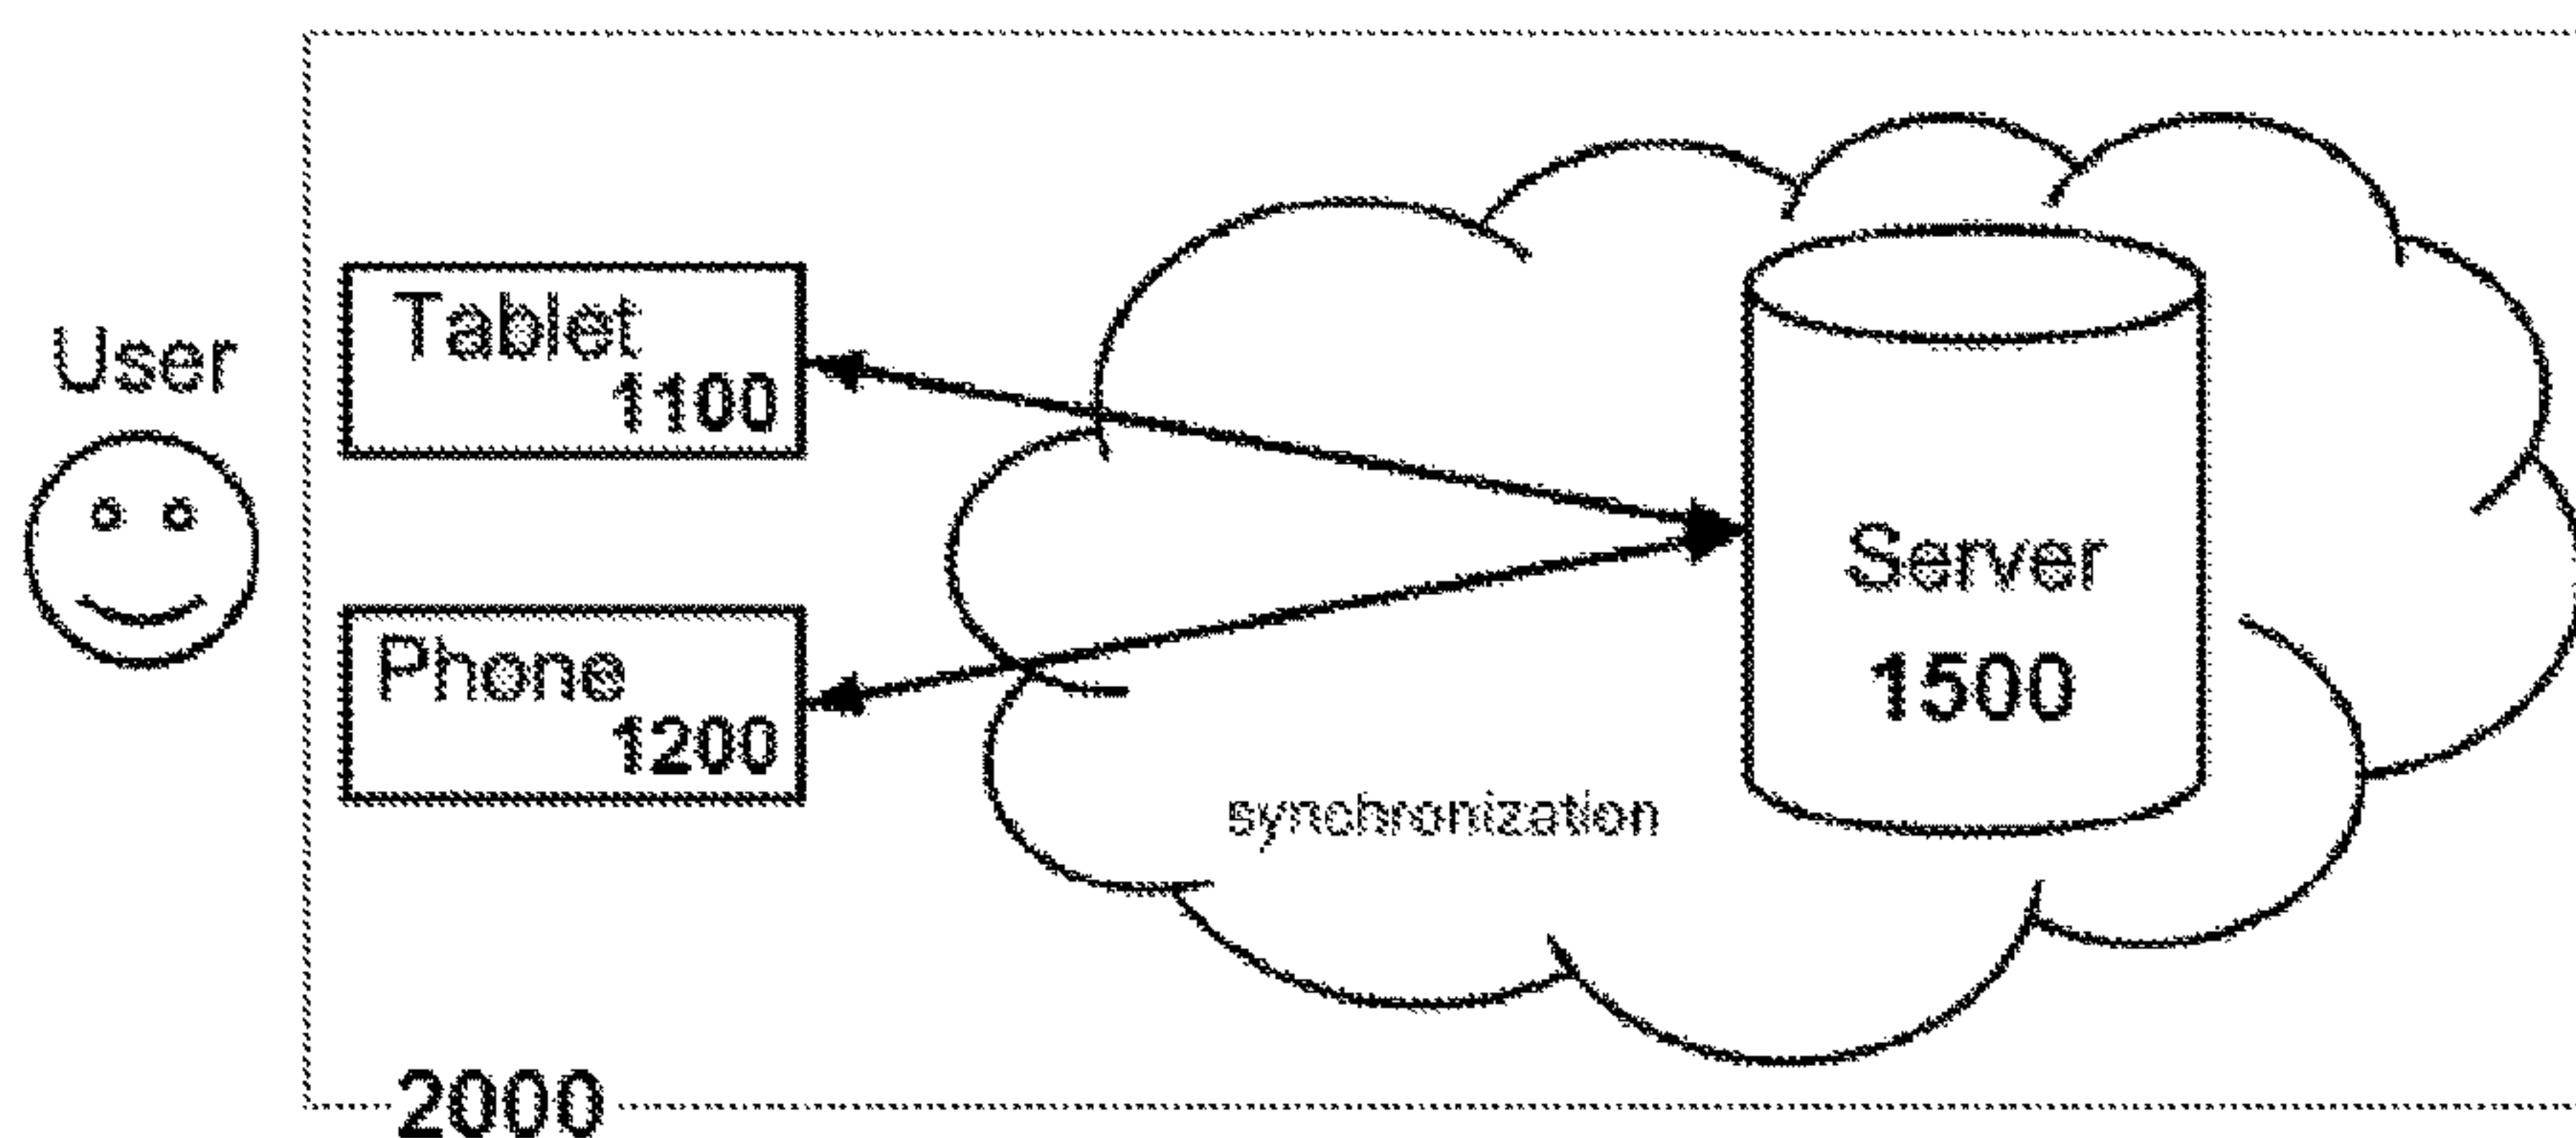 User
Tablet
1100
Phone
1200
Server
1500
synchronization
2000